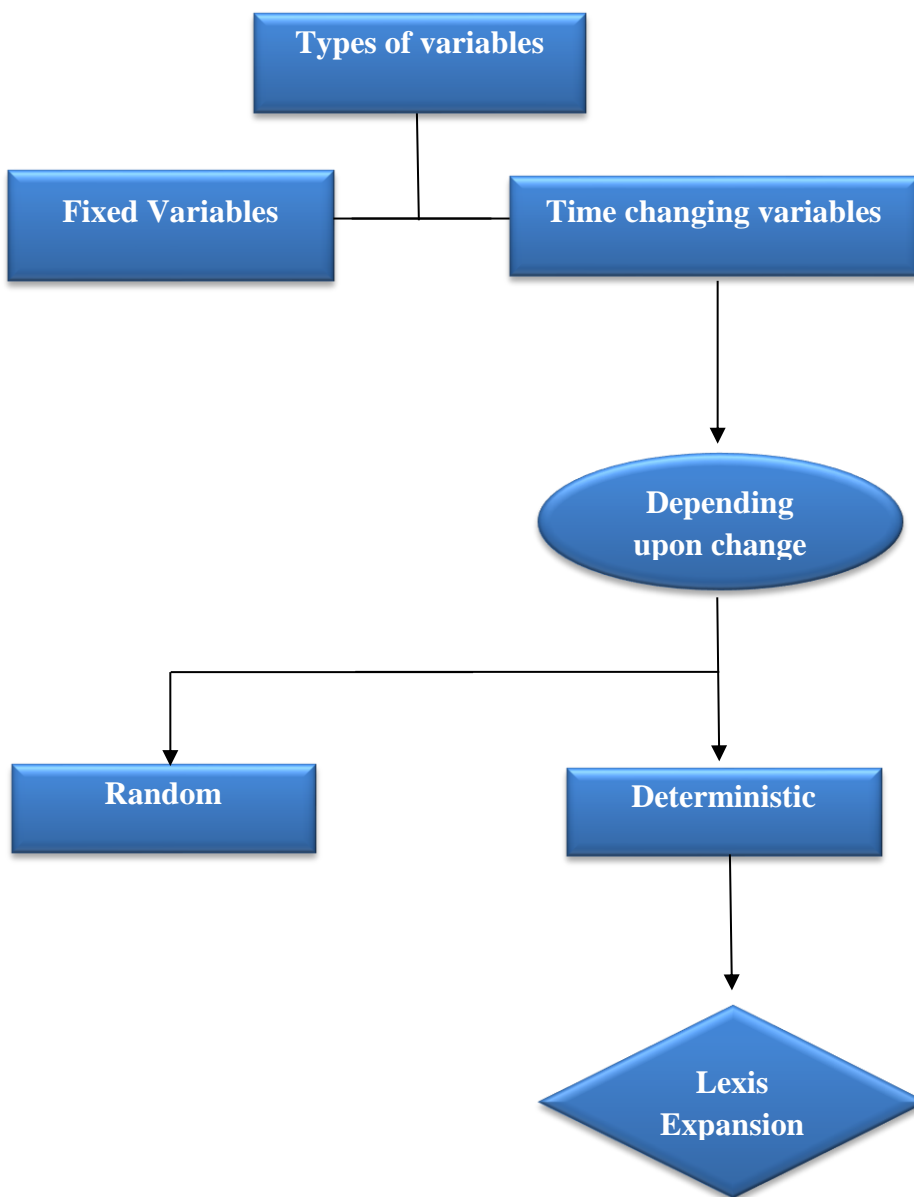 Types of variables
Fixed Variables
Time changing variables
Depending
upon change
Random
Deterministic
Lexis
Expansion